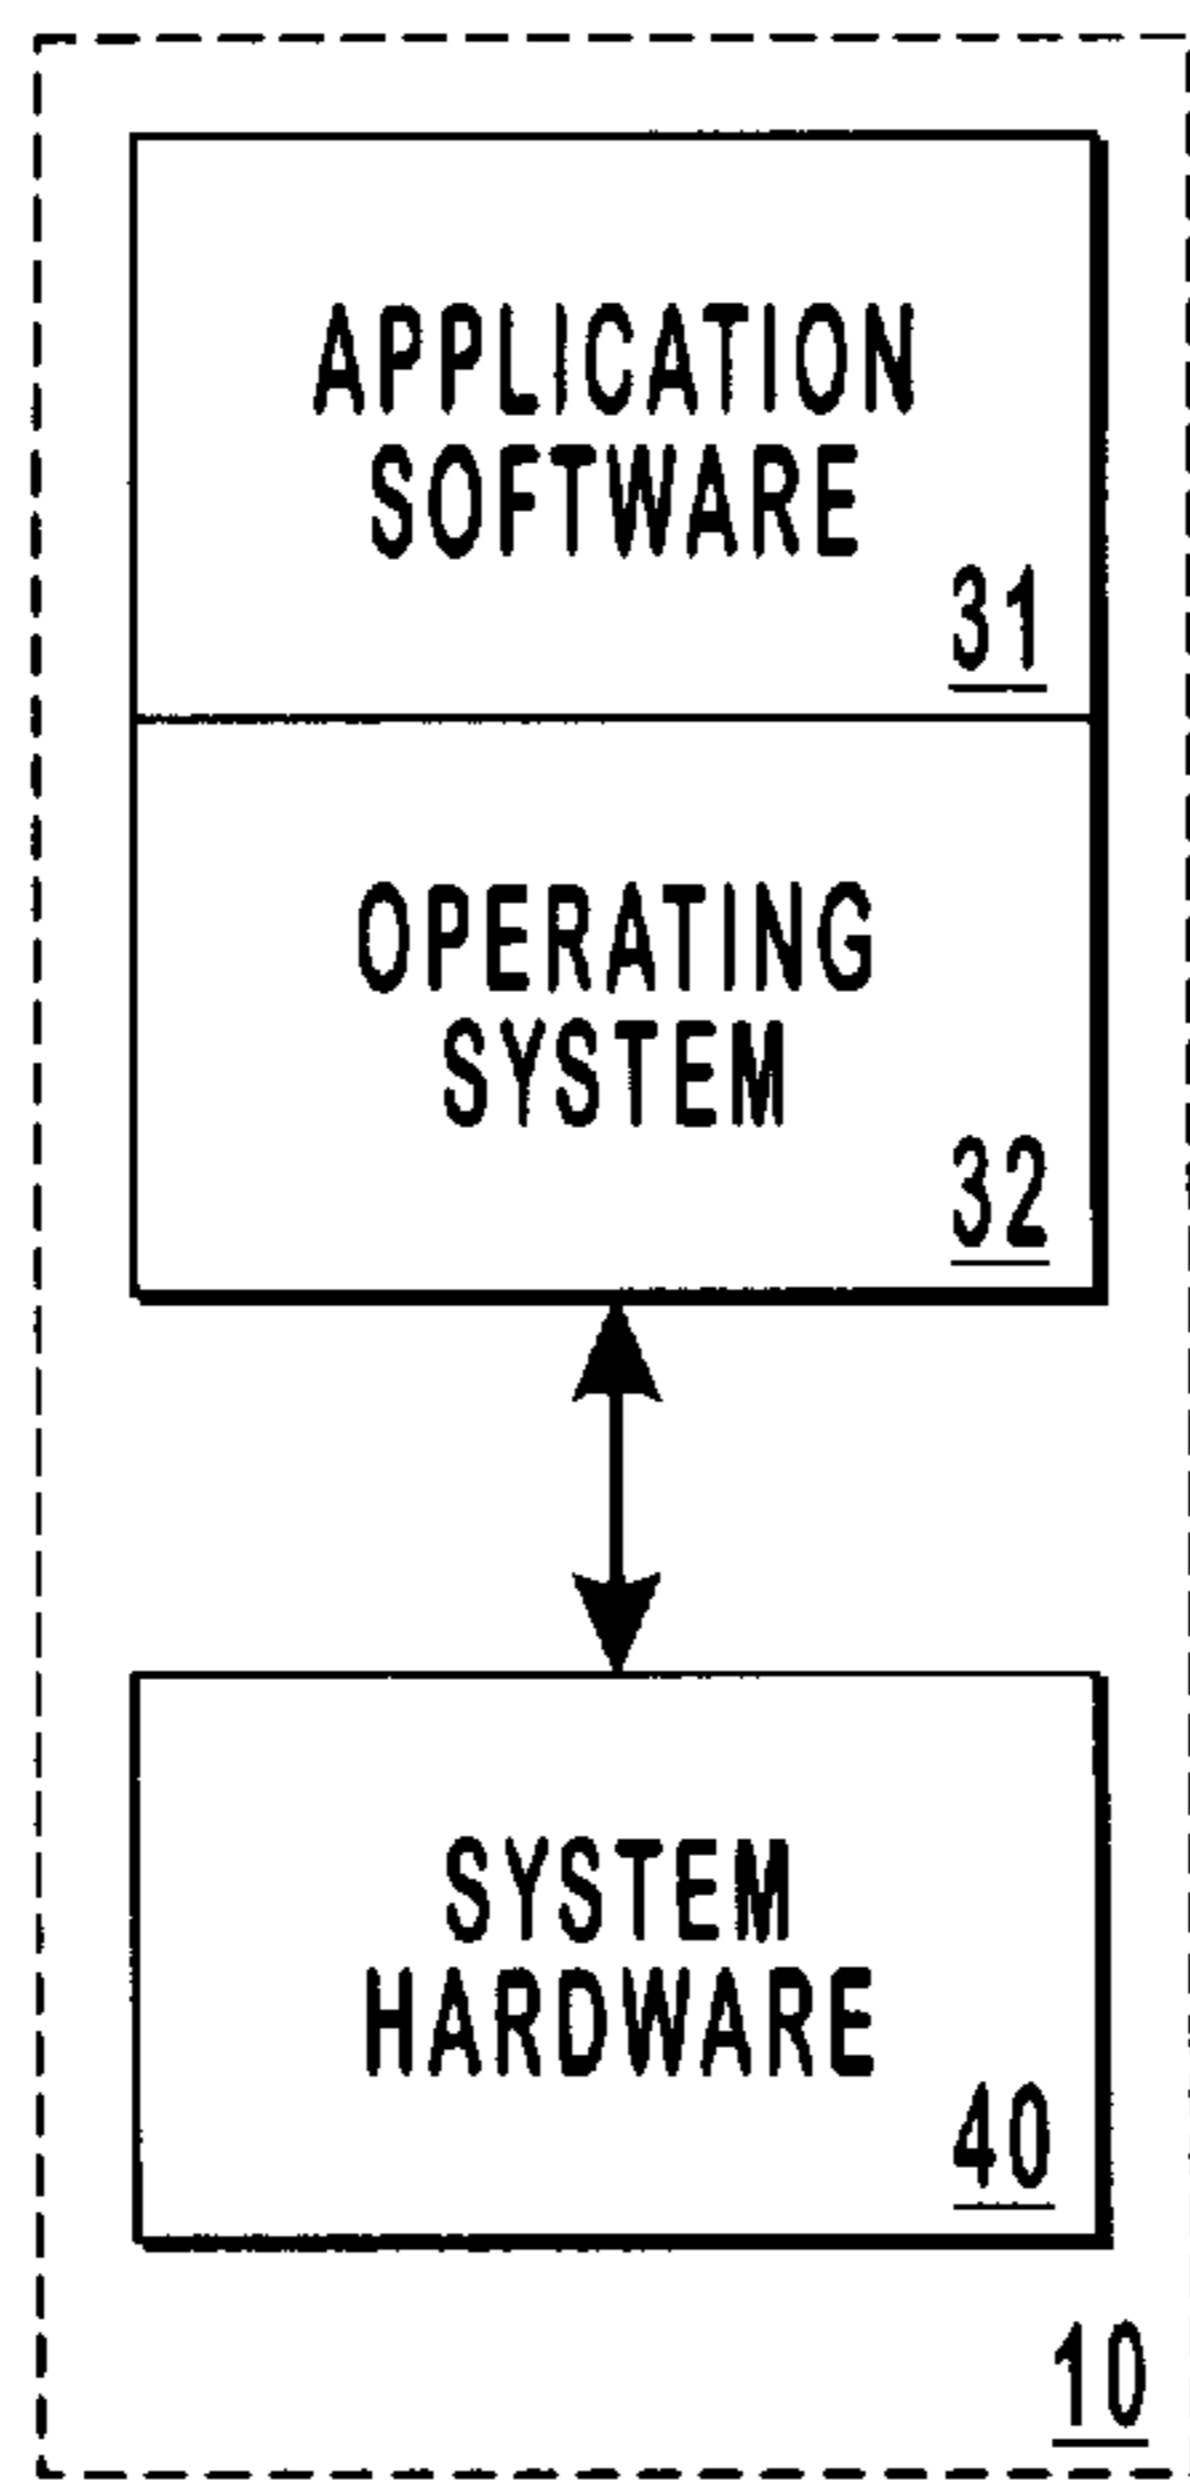 APPLICATION
SOFTWARE
31
OPERATING
SYSTEM
32
SYSTEM
HARDWARE
40
10